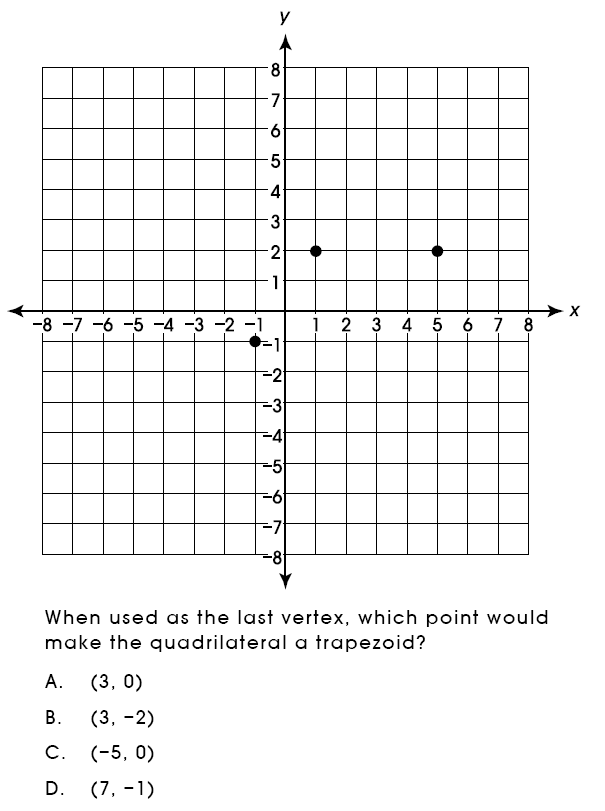 y
8
7
6
5
4
3
2
1
−8 −7 −6 −5 −4 −3 −2 −1 1 2 3 4 5 6 7 8 x
−1
−2
−3
−4
−5
−6
−7
−8
When used as the last vertex, which point would
make the quadrilateral a trapezoid?
A. (3, 0)
B. (3, −2)
C. (−5, 0)
D. (7, −1)